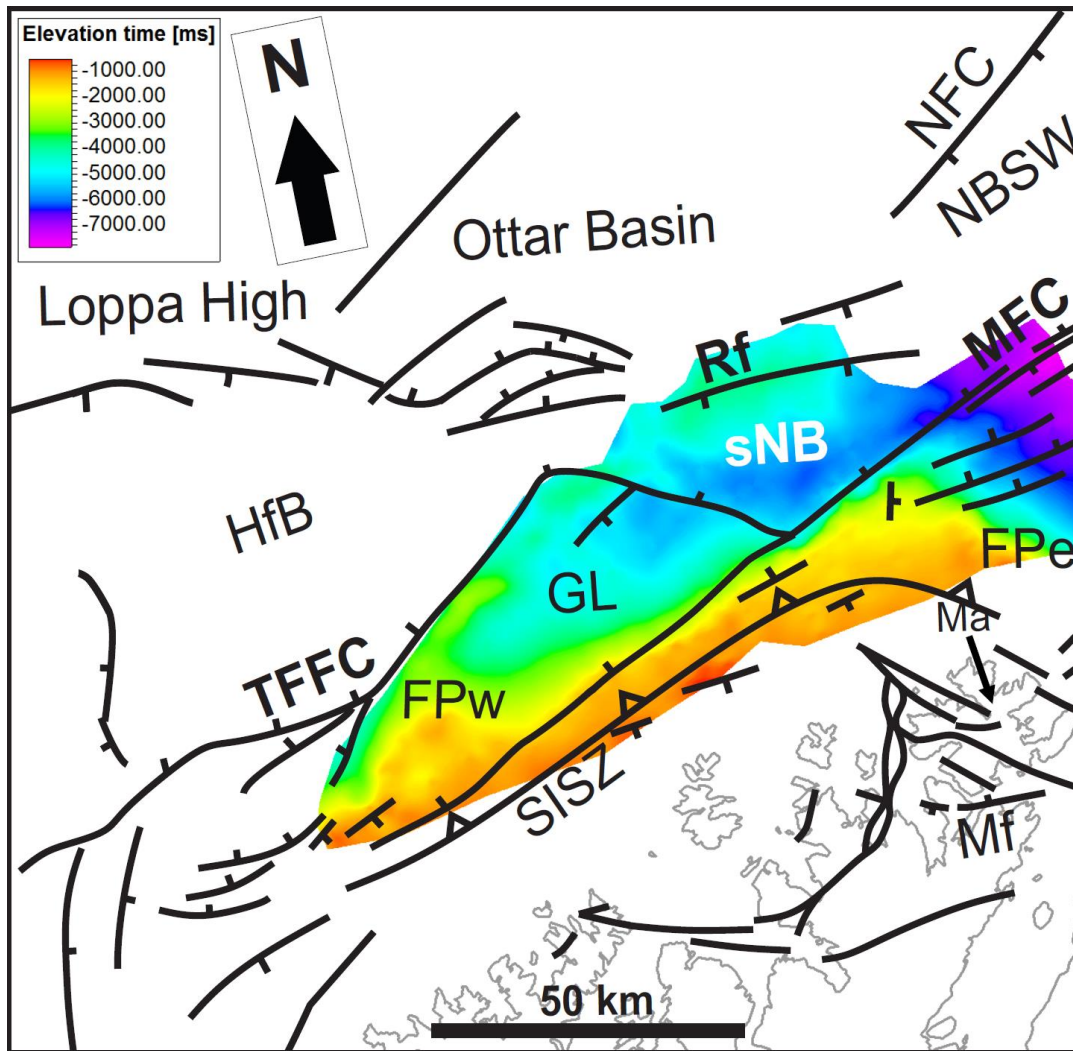 Elevation time [ms]
-1000.00
-2000.00
-3000.00
-4000.00
-5000.00
-6000.00
-7000.00
N
NFC
NBSW
Ottar Basin
Loppa High
MFC
Rf
sNB
HfB
FPe
GL
Ma
TFFC
FPw
SISZ
Mf
50 km